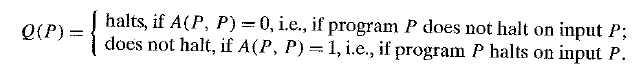 Q(P) = { halts, if A(P, P) = 0, i.e., if program P does not halt on input P;
does not halt, if A(P, P) = 1, i.e., if program P halts on input P.